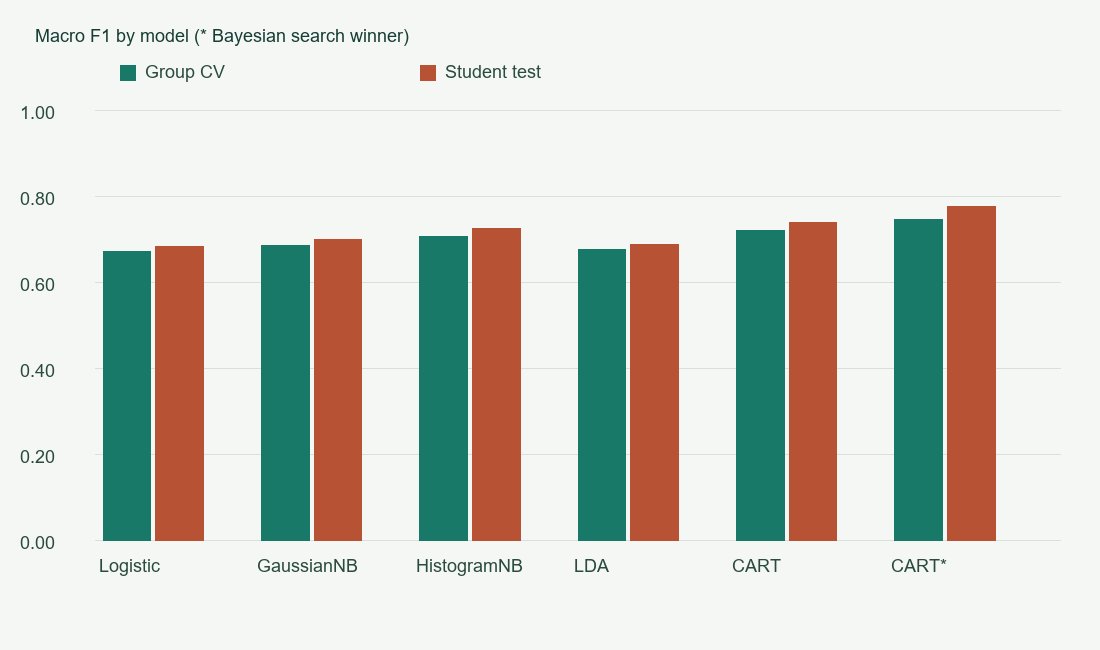 Macro F1 by model (* Bayesian search winner)
Group CV Student test
1.00
0.80
0.60
0.40
0.20
0.00
Logistic GaussianNB HistogramNB LDA CART CART*